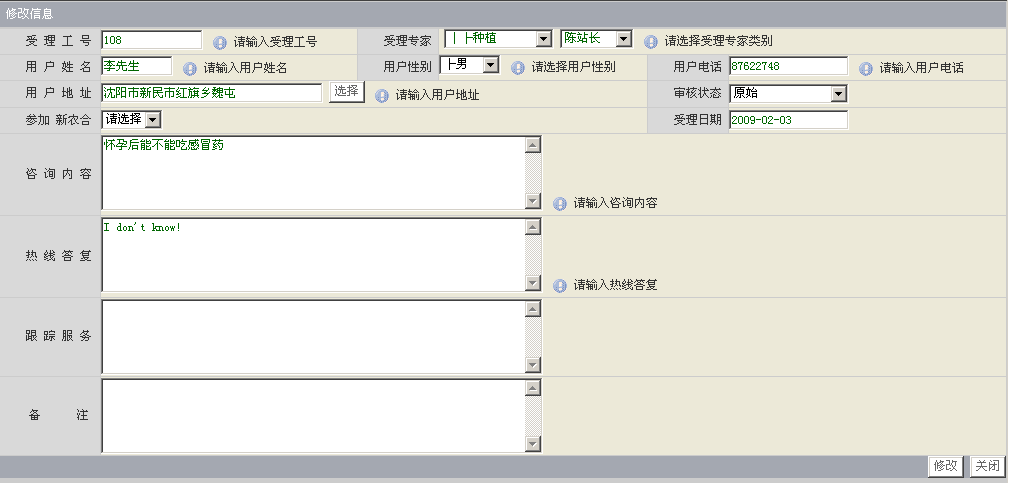 修改信息
受 理 工 号 108 请输入受理工号 受理专家 ｜├种植 陈站长 请选择受理专家类别
用 户 姓 名 李先生 请输入用户姓名 用户性别 ├男 请选择用户性别 用户电话 87622748 请输入用户电话
用 户 地 址 沈阳市新民市红旗乡魏屯 选择 请输入用户地址 审核状态 原始
参加 新农合 请选择 受理日期 2009-02-03
咨 询 内 容 怀孕后能不能吃感冒药 请输入咨询内容
热 线 答 复 I don't know! 请输入热线答复
跟 踪 服 务
备 注
修改 关闭